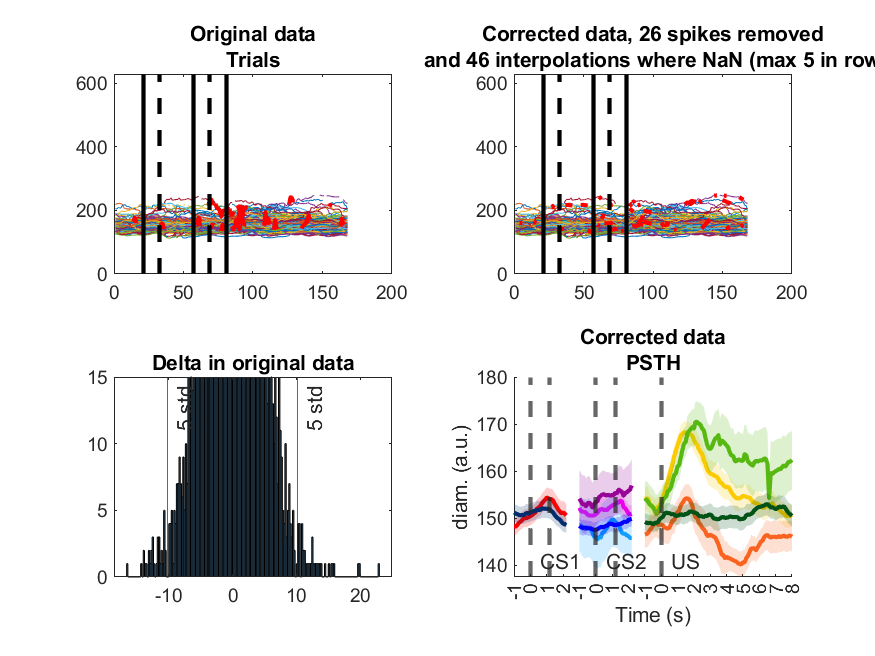 Original data
Trials
600
400
200
0
0 50 100 150 200
Corrected data, 26 spikes removed
and 46 interpolations where NaN (max 5 in row
600
400
200
0
0 50 100 150 200
Delta in original data
15
10
5
0
5 std
5 std
-10 0 10 20
Corrected data
PSTH
180
170
160
150
140
diam. (a.u.)
CS1 CS2 US
-1 0 1 2 -1 0 1 2 -1 0 1 2 3 4 5 6 7 8
Time (s)